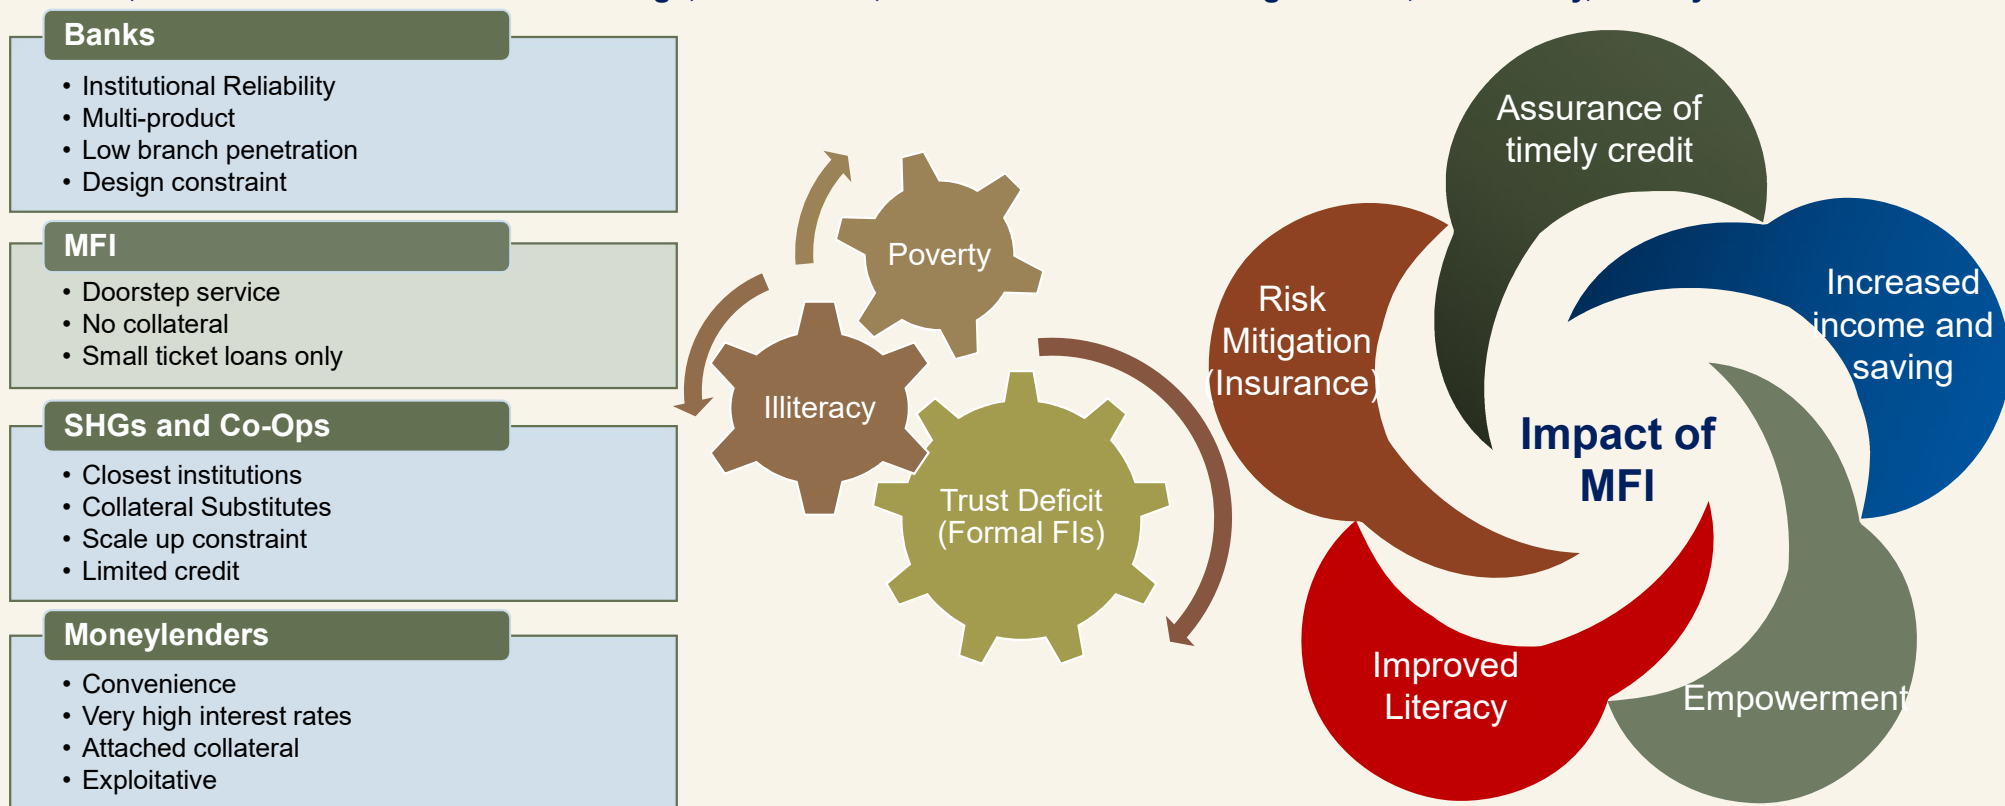 Banks
• Institutional Reliability
• Multi-product
• Low branch penetration
• Design constraint
MFI
• Doorstep service
• No collateral
• Small ticket loans only
SHGs and Co-Ops
• Closest institutions
• Collateral Substitutes
• Scale up constraint
• Limited credit
Moneylenders
• Convenience
• Very high interest rates
• Attached collateral
• Exploitative
Poverty
Illiteracy
Trust Deficit
(Formal FIs)
Assurance of
timely credit
Increased
income and
saving
Empowerment
Improved
Literacy
Risk
Mitigation
(Insurance)
Impact of
MFI